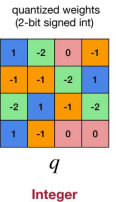 quantized weights
(2-bit signed int)
1 -2 0 -1
-1 -1 -2 1
-2 1 -1 -2
1 -1 0 0
q
Integer